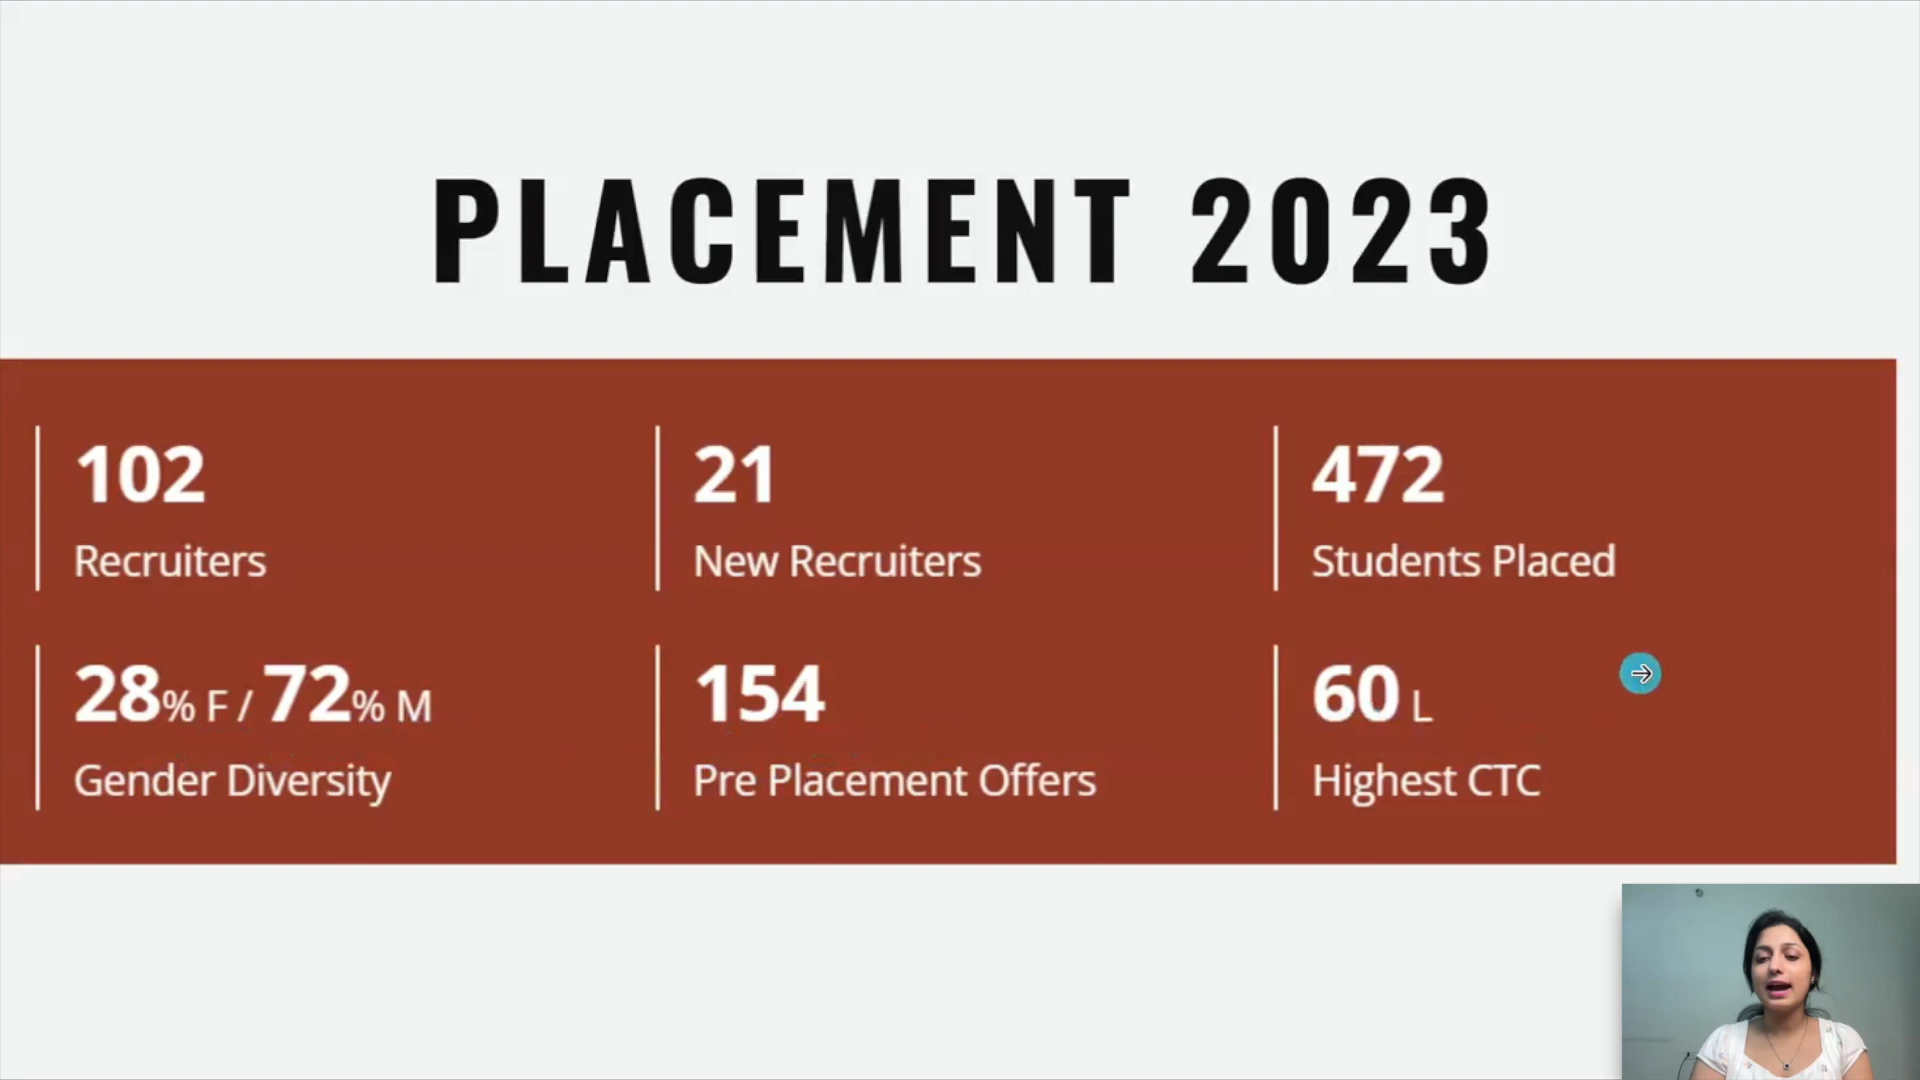 PLACEMENT 2023
102
Recruiters
21
New Recruiters
472
Students Placed
28% F / 72% M
Gender Diversity
154
Pre Placement Offers
60 L
Highest CTC